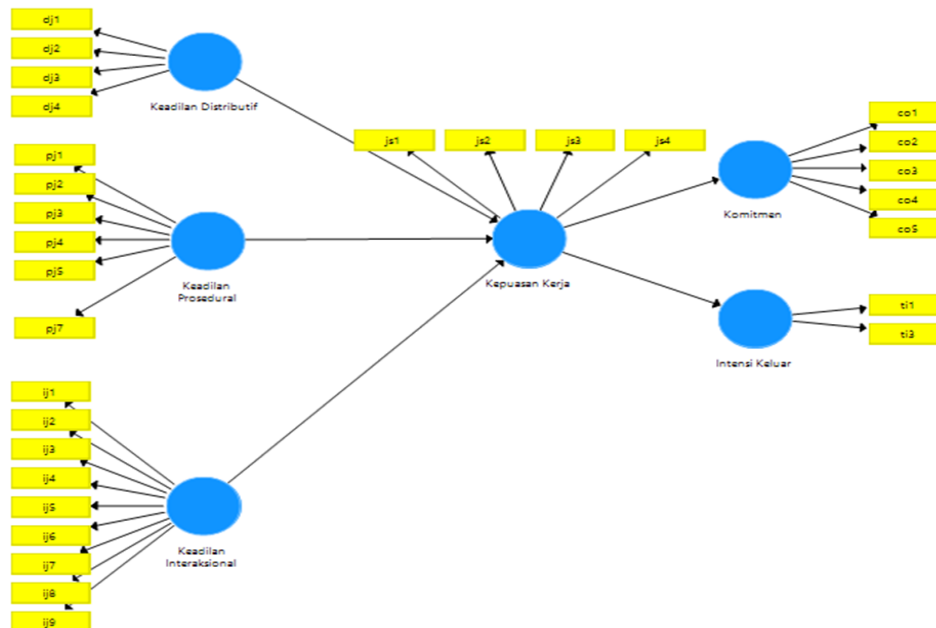 dj1
dj2
dj3
dj4
Keadilan Distributif
pj1
pj2
pj3
pj4
pj5
pj7
Keadilan
Prosedural
ij1
ij2
ij3
ij4
ij5
ij6
ij7
ij8
ij9
Keadilan
Interaksional
js1
js2
js3
js4
Kepuasan Kerja
co1
co2
co3
co4
co5
Komitmen
ti1
ti3
Intensi Keluar